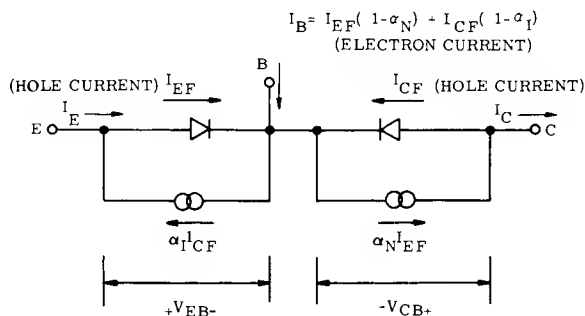 I_B = I_EF( 1-α_N) + I_CF( 1-α_I)
(ELECTRON CURRENT)
(HOLE CURRENT) I_EF B I_CF (HOLE CURRENT)
I_E I_C
E C
α_I I_CF α_N I_EF
+V_EB- -V_CB+